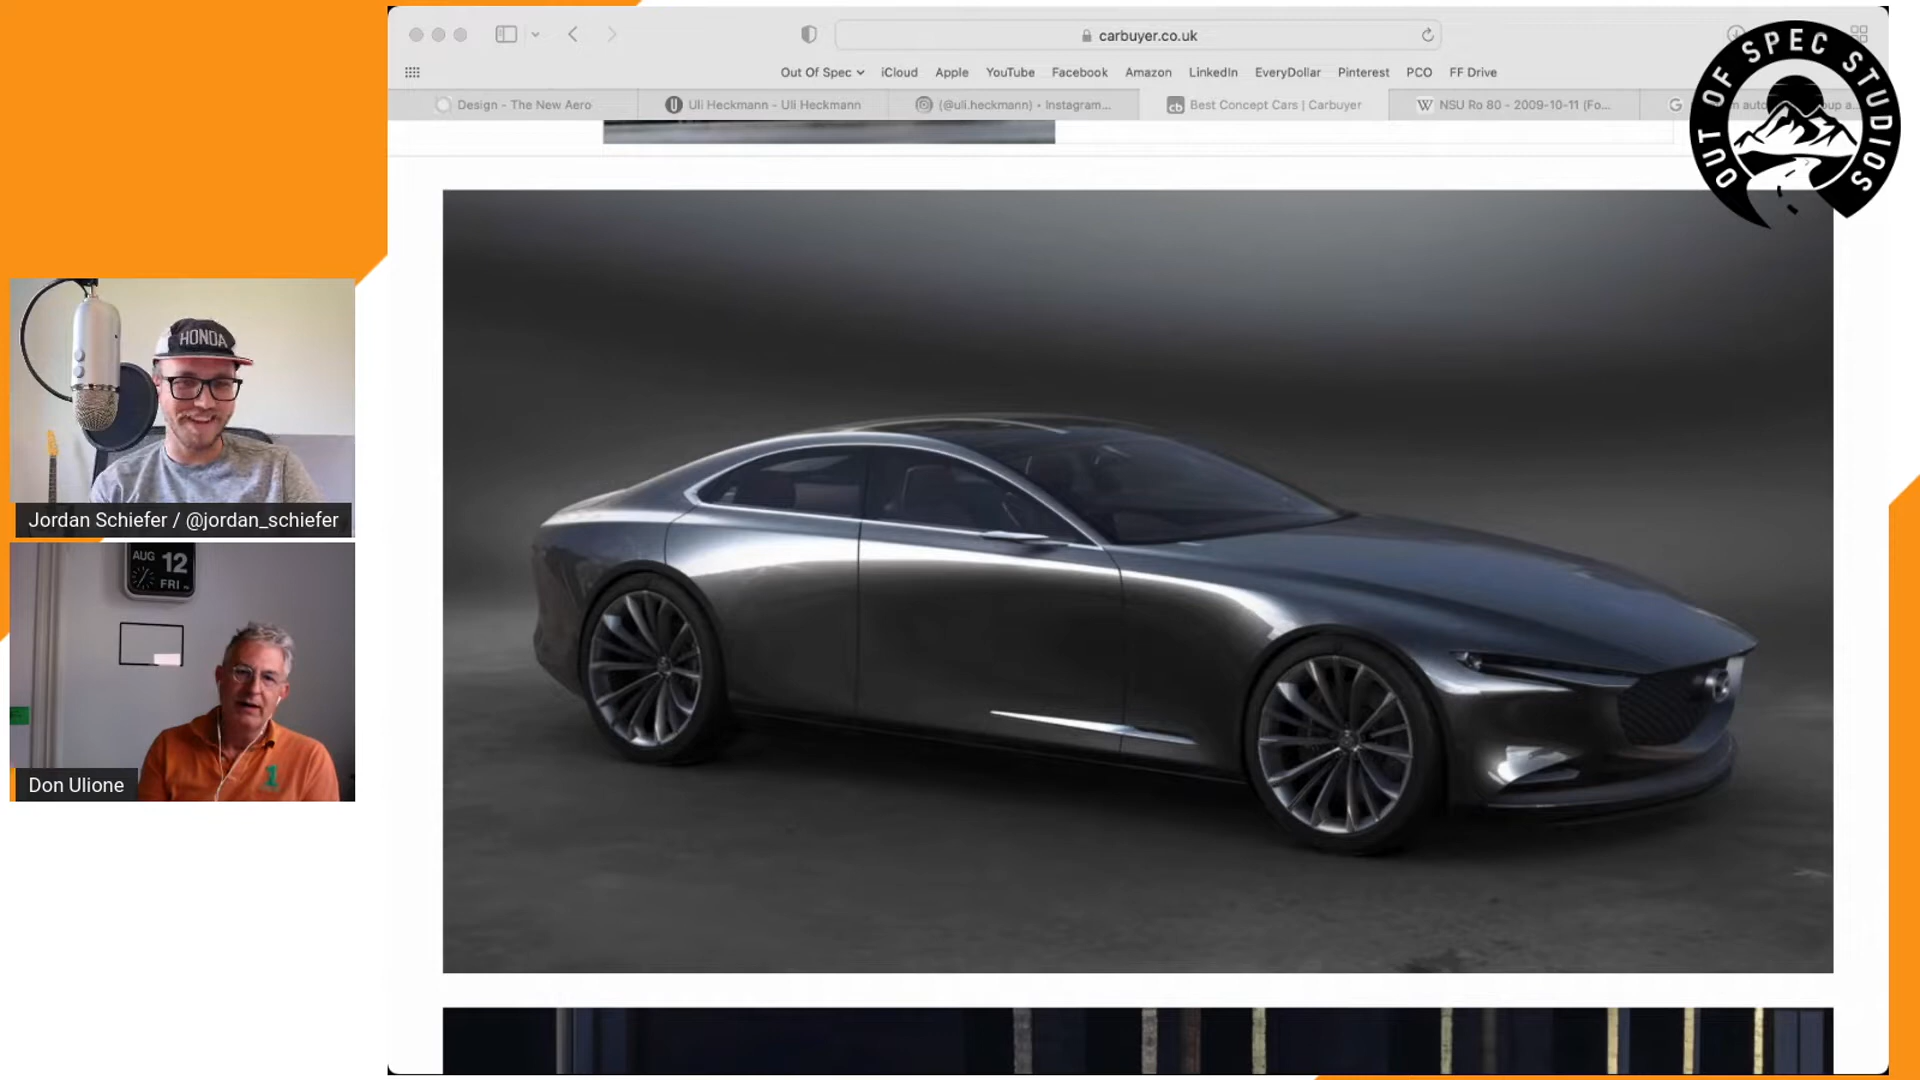 carbuyer.co.uk
Out Of Spec iCloud Apple YouTube Facebook Amazon LinkedIn EveryDollar Pinterest PCO FF Drive
Design - The New Aero
Uli Heckmann - Uli Heckmann
(@uli.heckmann) • Instagram...
cb Best Concept Cars | Carbuyer
W NSU Ro 80 - 2009-10-11 (Fo...
OUT OF SPEC STUDIOS
HONDA
Jordan Schiefer / @jordan_schiefer
AUG 12
FRI
1
Don Ulione